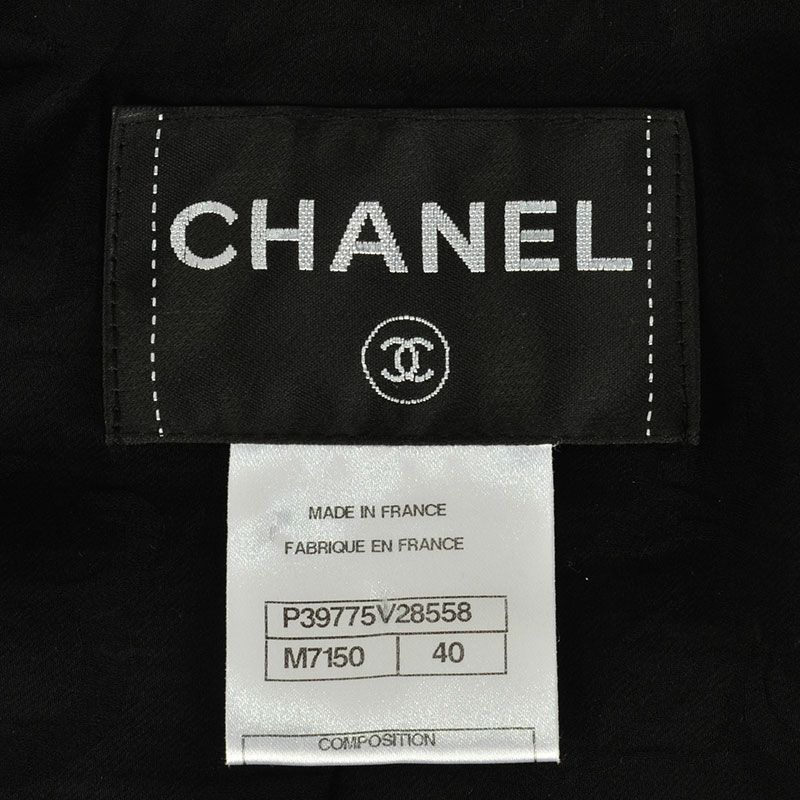 CHANEL
MADE IN FRANCE
FABRIQUE EN FRANCE
P39775V28558
M7150 40
COMPOSITION